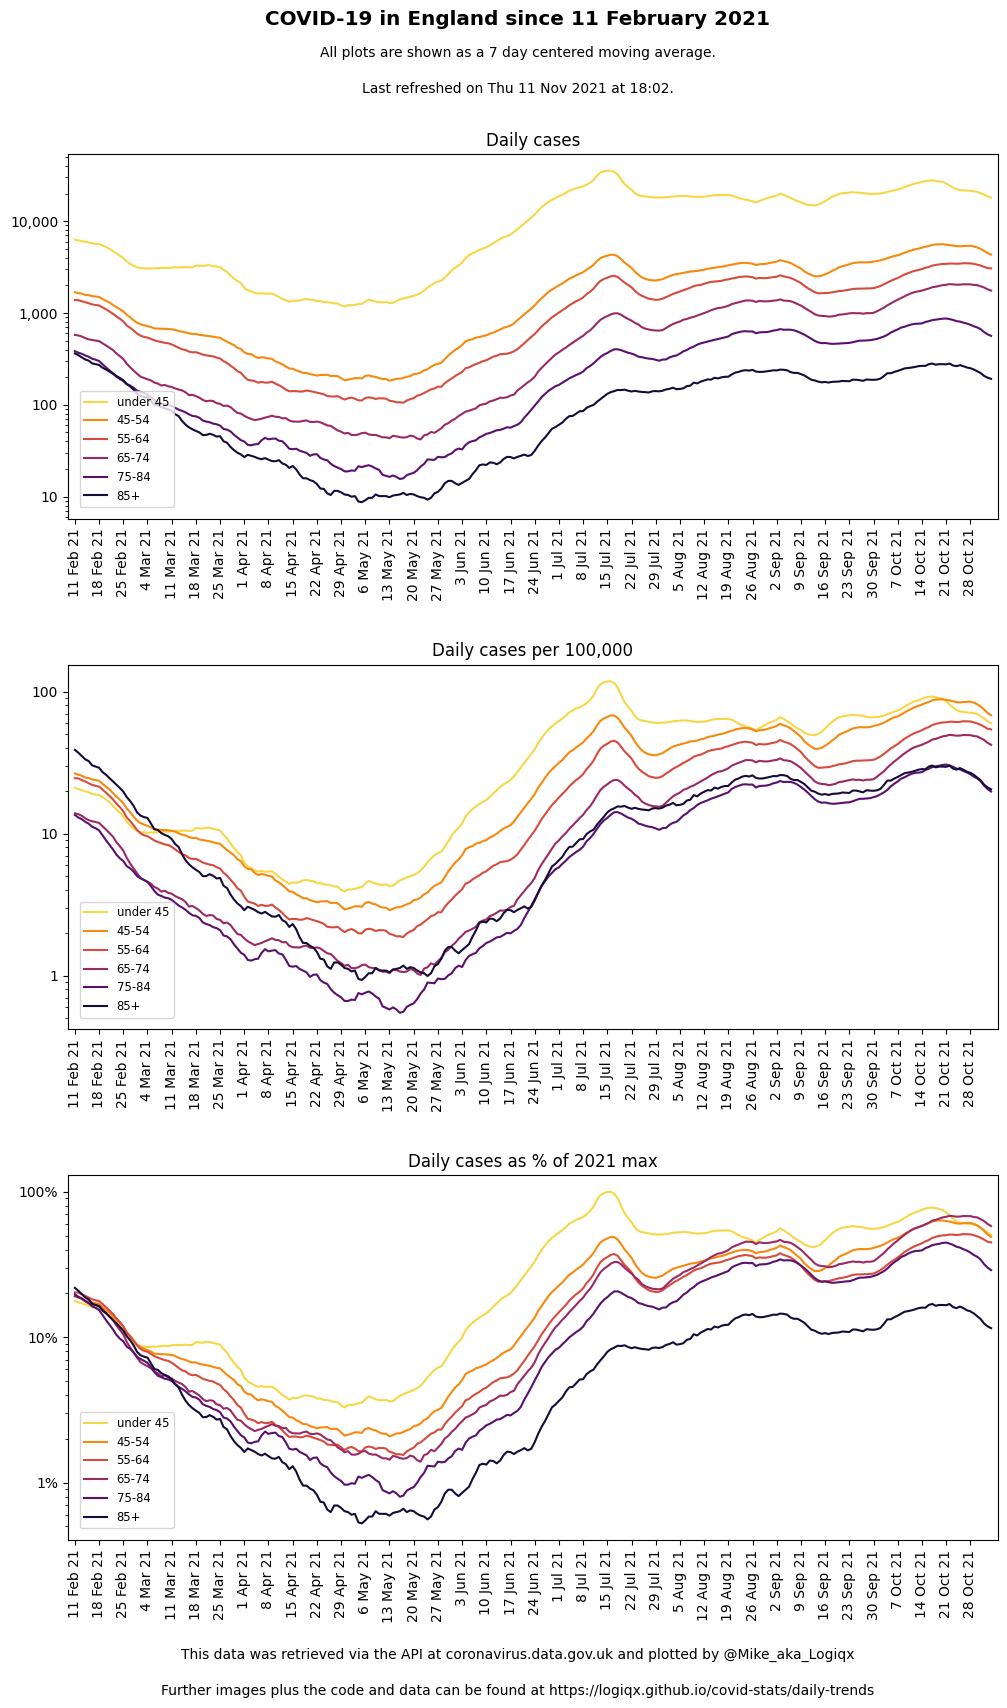 COVID-19 in England since 11 February 2021
All plots are shown as a 7 day centered moving average.
Last refreshed on Thu 11 Nov 2021 at 18:02.
Daily cases
10,000
1,000
100
10
under 45
45-54
55-64
65-74
75-84
85+
11 Feb 21
18 Feb 21
25 Feb 21
4 Mar 21
11 Mar 21
18 Mar 21
25 Mar 21
1 Apr 21
8 Apr 21
15 Apr 21
22 Apr 21
29 Apr 21
6 May 21
13 May 21
20 May 21
27 May 21
3 Jun 21
10 Jun 21
17 Jun 21
24 Jun 21
1 Jul 21
8 Jul 21
15 Jul 21
22 Jul 21
29 Jul 21
5 Aug 21
12 Aug 21
19 Aug 21
26 Aug 21
2 Sep 21
9 Sep 21
16 Sep 21
23 Sep 21
30 Sep 21
7 Oct 21
14 Oct 21
21 Oct 21
28 Oct 21
Daily cases per 100,000
100
10
1
under 45
45-54
55-64
65-74
75-84
85+
11 Feb 21
18 Feb 21
25 Feb 21
4 Mar 21
11 Mar 21
18 Mar 21
25 Mar 21
1 Apr 21
8 Apr 21
15 Apr 21
22 Apr 21
29 Apr 21
6 May 21
13 May 21
20 May 21
27 May 21
3 Jun 21
10 Jun 21
17 Jun 21
24 Jun 21
1 Jul 21
8 Jul 21
15 Jul 21
22 Jul 21
29 Jul 21
5 Aug 21
12 Aug 21
19 Aug 21
26 Aug 21
2 Sep 21
9 Sep 21
16 Sep 21
23 Sep 21
30 Sep 21
7 Oct 21
14 Oct 21
21 Oct 21
28 Oct 21
Daily cases as % of 2021 max
100%
10%
1%
under 45
45-54
55-64
65-74
75-84
85+
11 Feb 21
18 Feb 21
25 Feb 21
4 Mar 21
11 Mar 21
18 Mar 21
25 Mar 21
1 Apr 21
8 Apr 21
15 Apr 21
22 Apr 21
29 Apr 21
6 May 21
13 May 21
20 May 21
27 May 21
3 Jun 21
10 Jun 21
17 Jun 21
24 Jun 21
1 Jul 21
8 Jul 21
15 Jul 21
22 Jul 21
29 Jul 21
5 Aug 21
12 Aug 21
19 Aug 21
26 Aug 21
2 Sep 21
9 Sep 21
16 Sep 21
23 Sep 21
30 Sep 21
7 Oct 21
14 Oct 21
21 Oct 21
28 Oct 21
This data was retrieved via the API at coronavirus.data.gov.uk and plotted by @Mike_aka_Logiqx
Further images plus the code and data can be found at https://logiqx.github.io/covid-stats/daily-trends